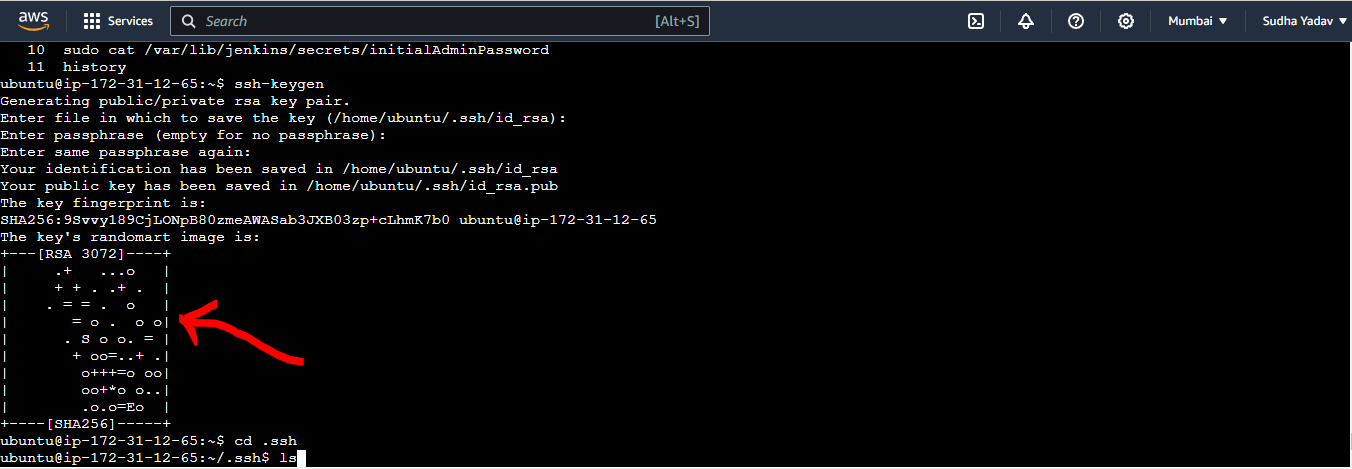 aws Services Search [Alt+S] Mumbai ▼ Sudha Yadav ▼
   10  sudo cat /var/lib/jenkins/secrets/initialAdminPassword
   11  history
ubuntu@ip-172-31-12-65:~$ ssh-keygen
Generating public/private rsa key pair.
Enter file in which to save the key (/home/ubuntu/.ssh/id_rsa):
Enter passphrase (empty for no passphrase):
Enter same passphrase again:
Your identification has been saved in /home/ubuntu/.ssh/id_rsa
Your public key has been saved in /home/ubuntu/.ssh/id_rsa.pub
The key fingerprint is:
SHA256:9Svvy189CjLONpB80zmeAWASab3JXB03zp+cLhmK7b0 ubuntu@ip-172-31-12-65
The key's randomart image is:
+---[RSA 3072]----+
|      .+   ...o   |
|      + + . .+ .  |
|     . = = .  o   |
|        = o .  o o|
|       . S o o. = |
|        + oo=..+ .|
|         o+++=o oo|
|         oo+*o o..|
|         .o.o=Eo  |
+----[SHA256]-----+
ubuntu@ip-172-31-12-65:~$ cd .ssh
ubuntu@ip-172-31-12-65:~/.ssh$ ls